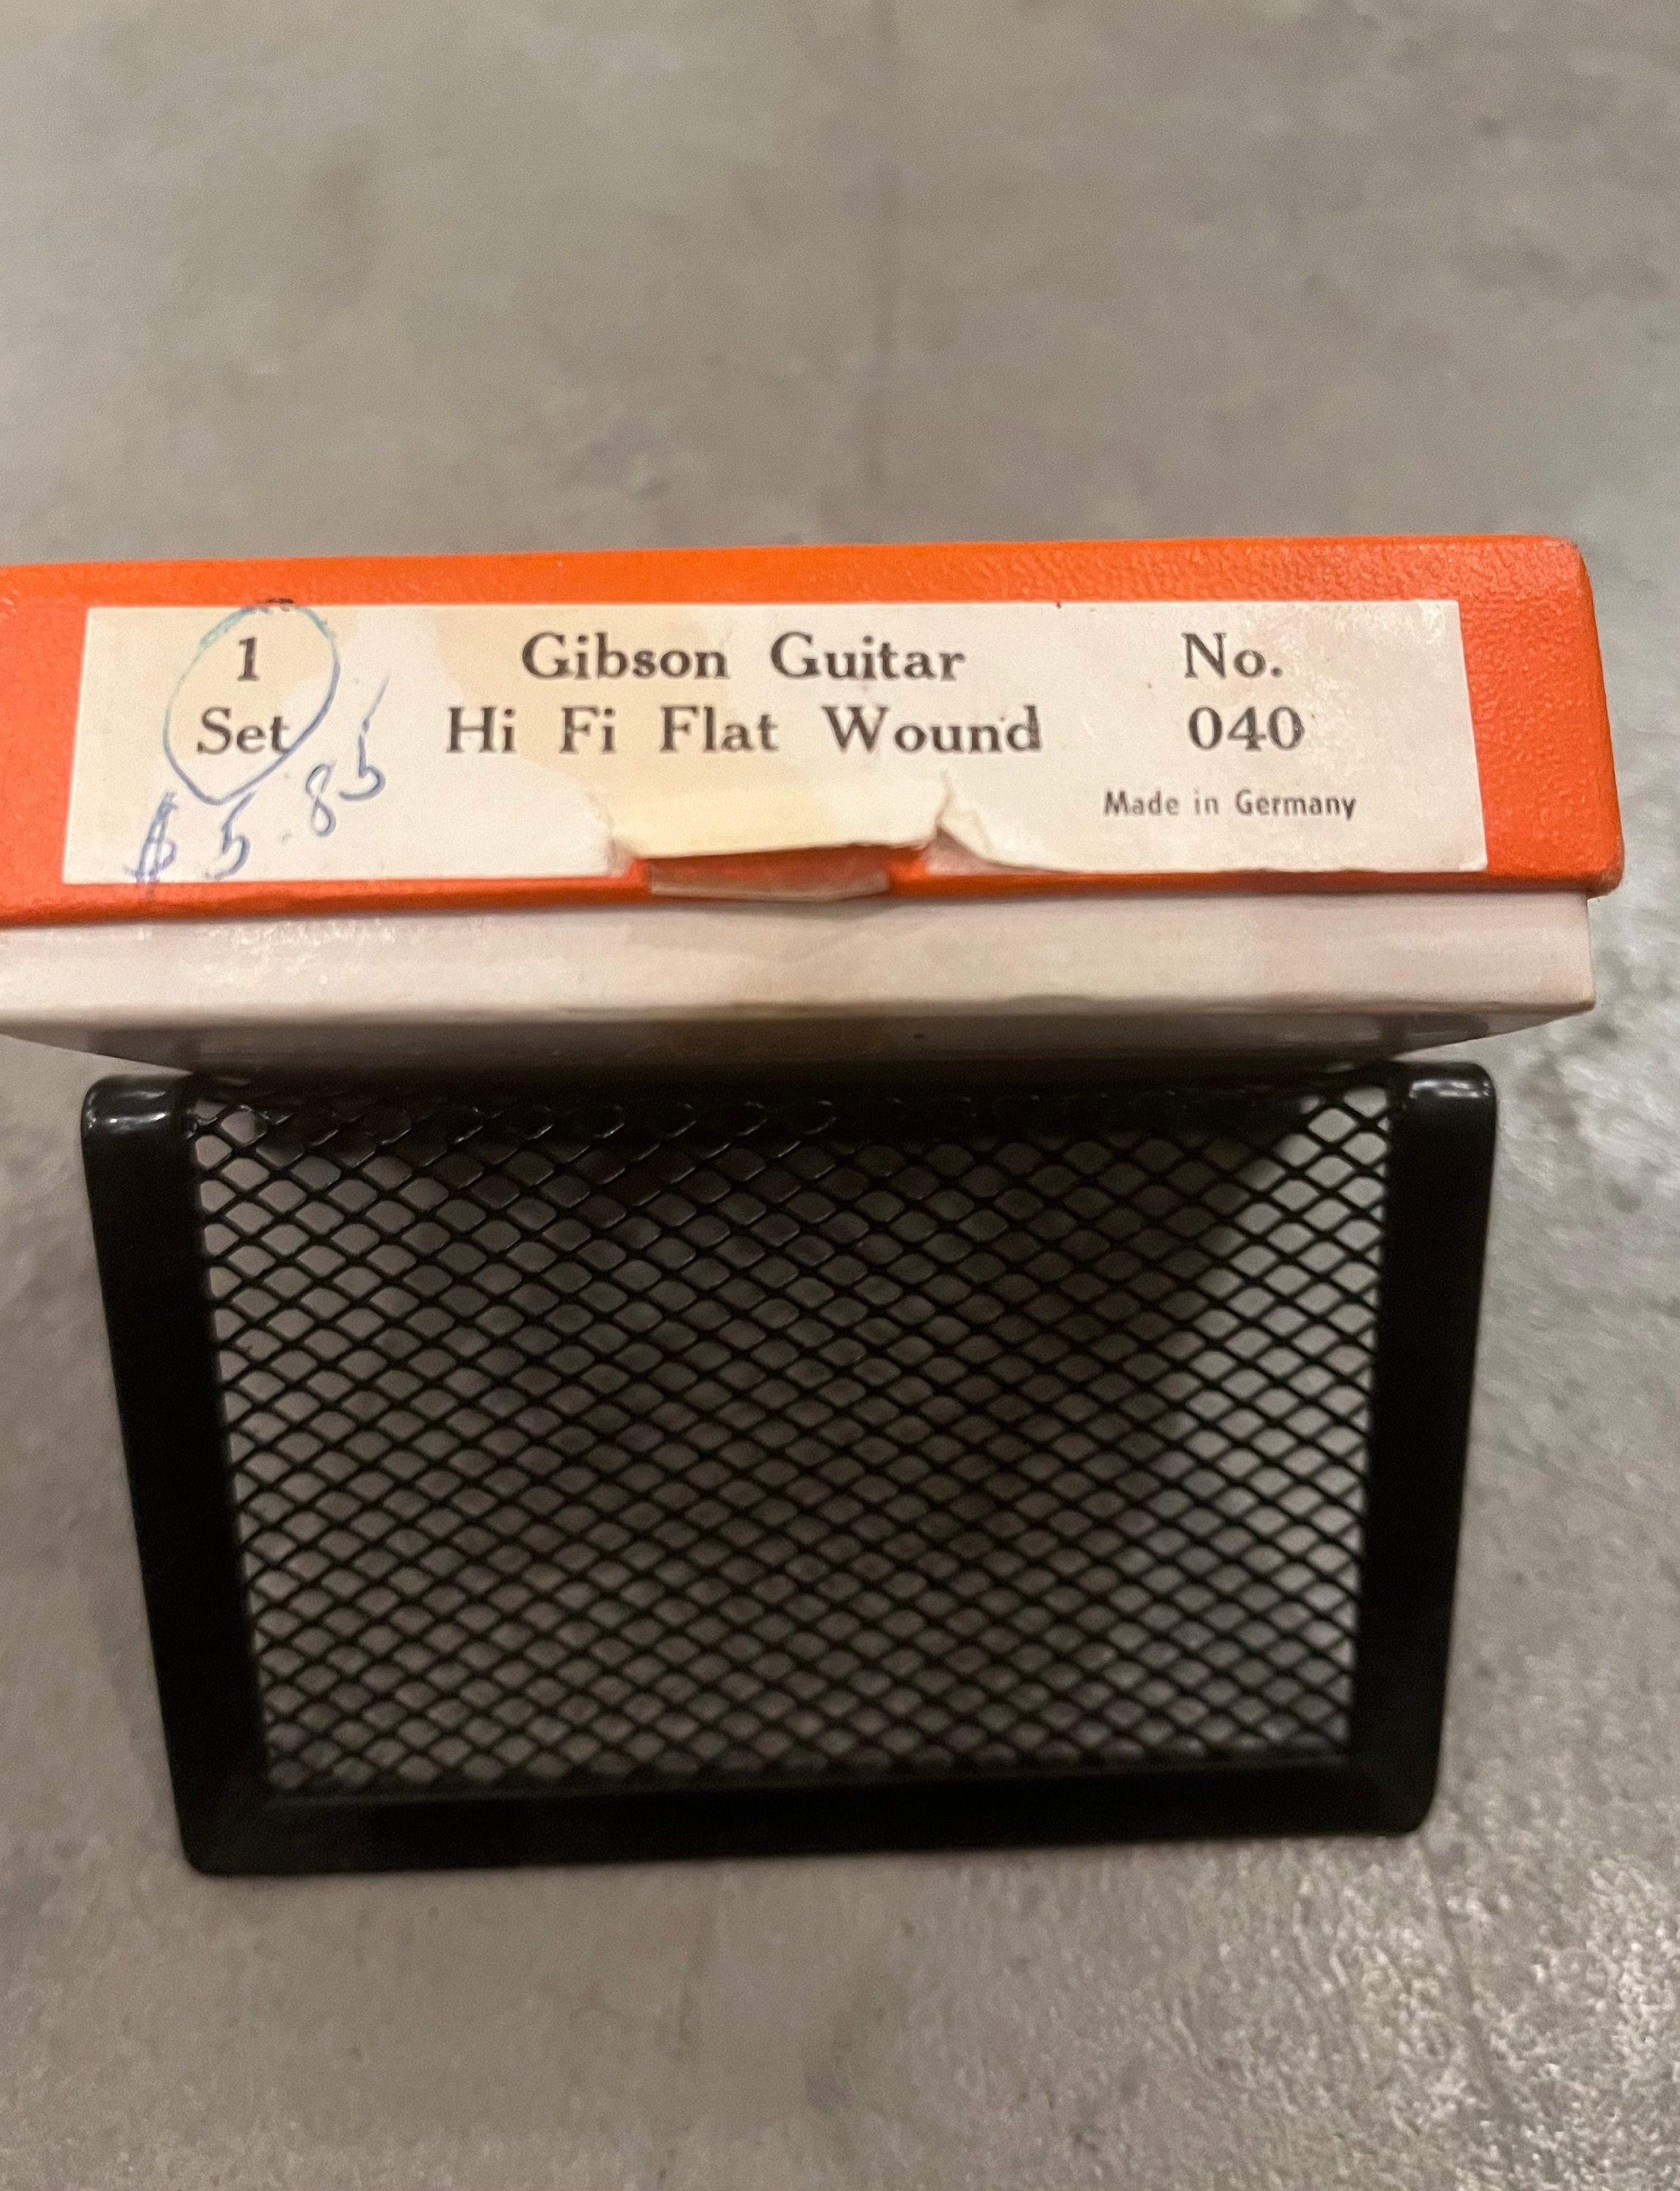 1 Gibson Guitar No.
Set Hi Fi Flat Wound 040
Made in Germany
$5.85